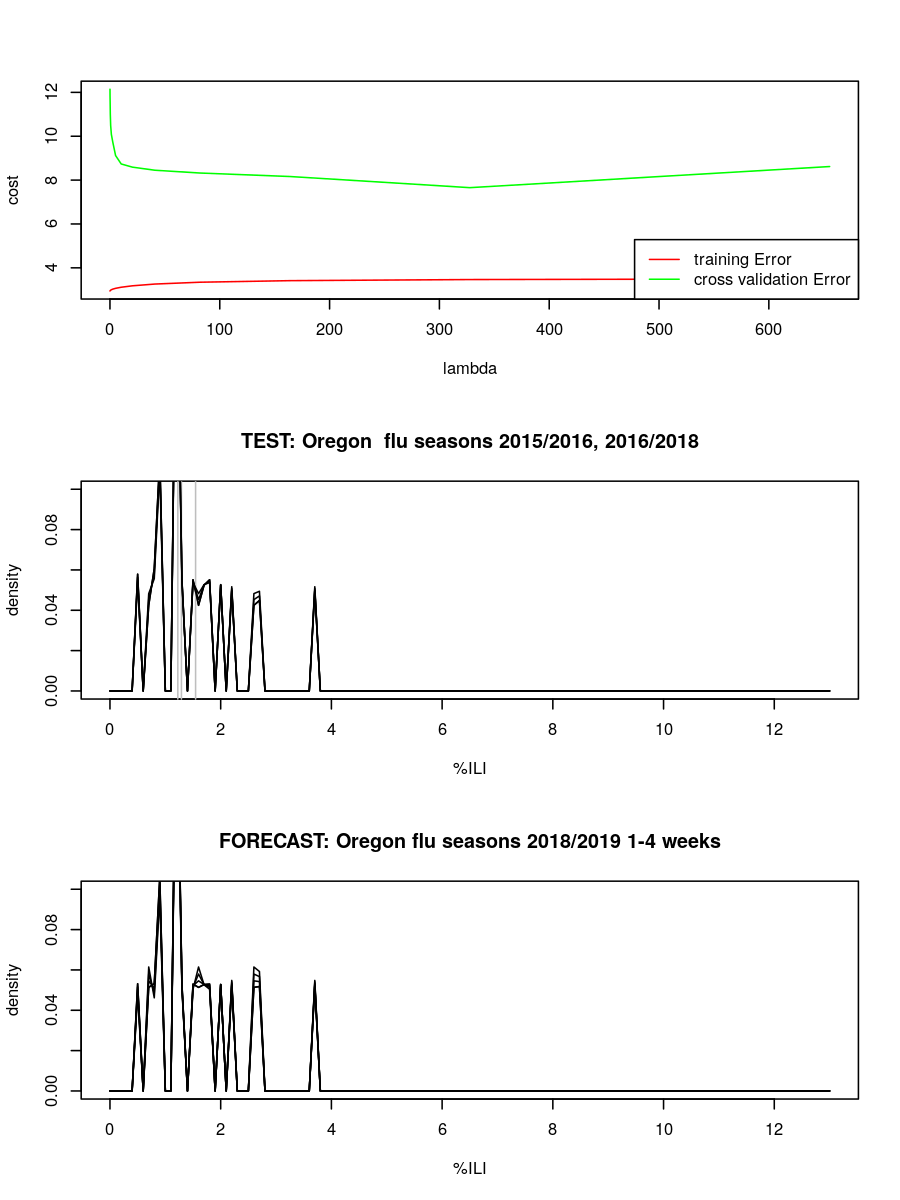 12
10
8
6
4
cost
training Error
cross validation Error
0 100 200 300 400 500 600
lambda
TEST: Oregon  flu seasons 2015/2016, 2016/2018
0.08
0.04
0.00
density
0 2 4 6 8 10 12
%ILI
FORECAST: Oregon flu seasons 2018/2019 1-4 weeks
0.08
0.04
0.00
density
0 2 4 6 8 10 12
%ILI